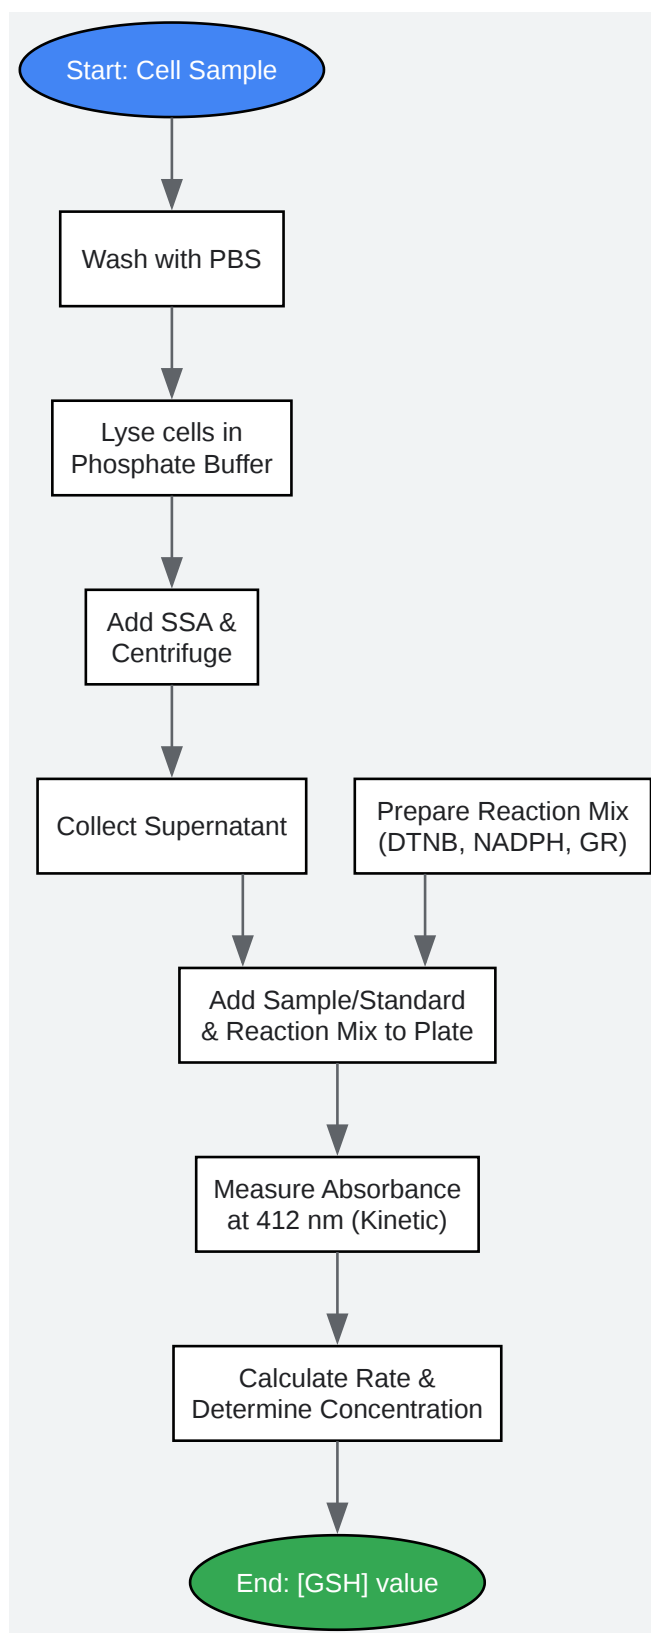 Start: Cell Sample
Wash with PBS
Lyse cells in
Phosphate Buffer
Add SSA &
Centrifuge
Collect Supernatant
Prepare Reaction Mix
(DTNB, NADPH, GR)
Add Sample/Standard
& Reaction Mix to Plate
Measure Absorbance
at 412 nm (Kinetic)
Calculate Rate &
Determine Concentration
End: [GSH] value